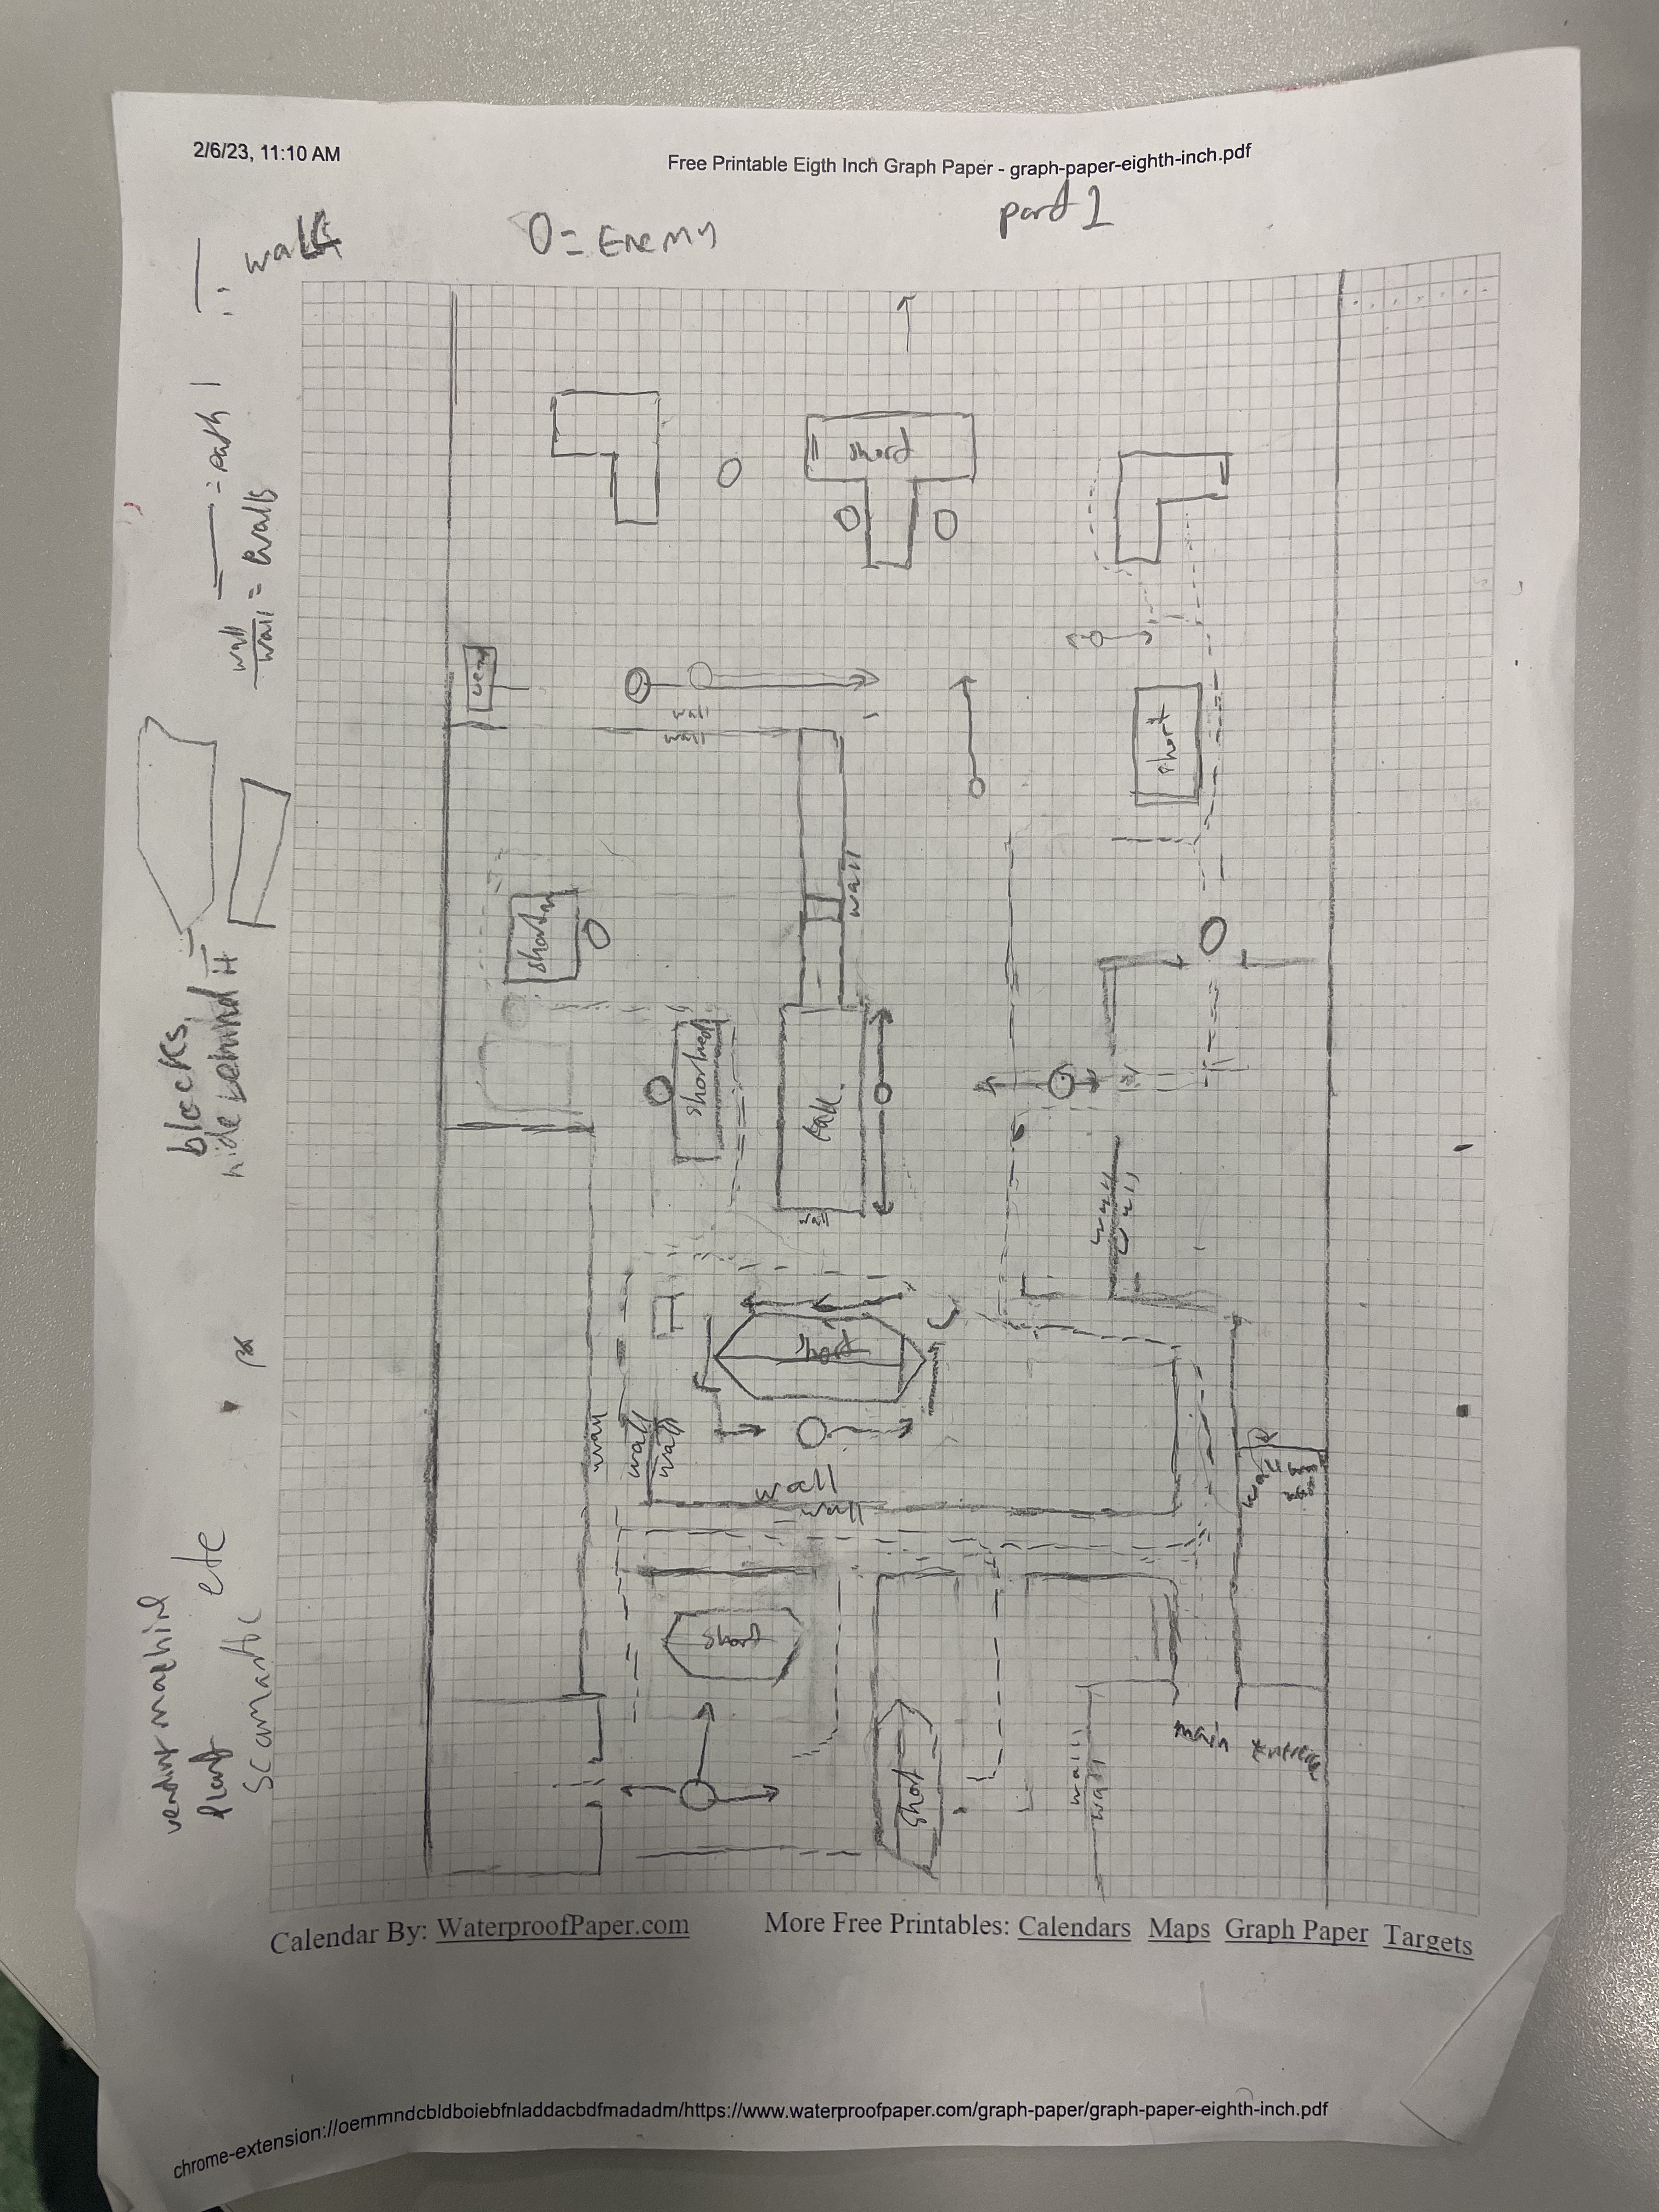 2/6/23, 11:10 AM
Free Printable Eigth Inch Graph Paper - graph-paper-eighth-inch.pdf
part 1
O = Enemy
walk
= path
wall
wall = walls
blocks,
hide behind it
vending machine
plant etc
short
vend
wall
wall
short
wall
short
short
tall
wall
wall
wall
short
wall
wall
wall
wall
wall
wall
short
main entrance
wall
wall
short
Calendar By: WaterproofPaper.com
More Free Printables: Calendars Maps Graph Paper Targets
chrome-extension://oemmndcbldboiebfnladdacbdfmadadm/https://www.waterproofpaper.com/graph-paper/graph-paper-eighth-inch.pdf